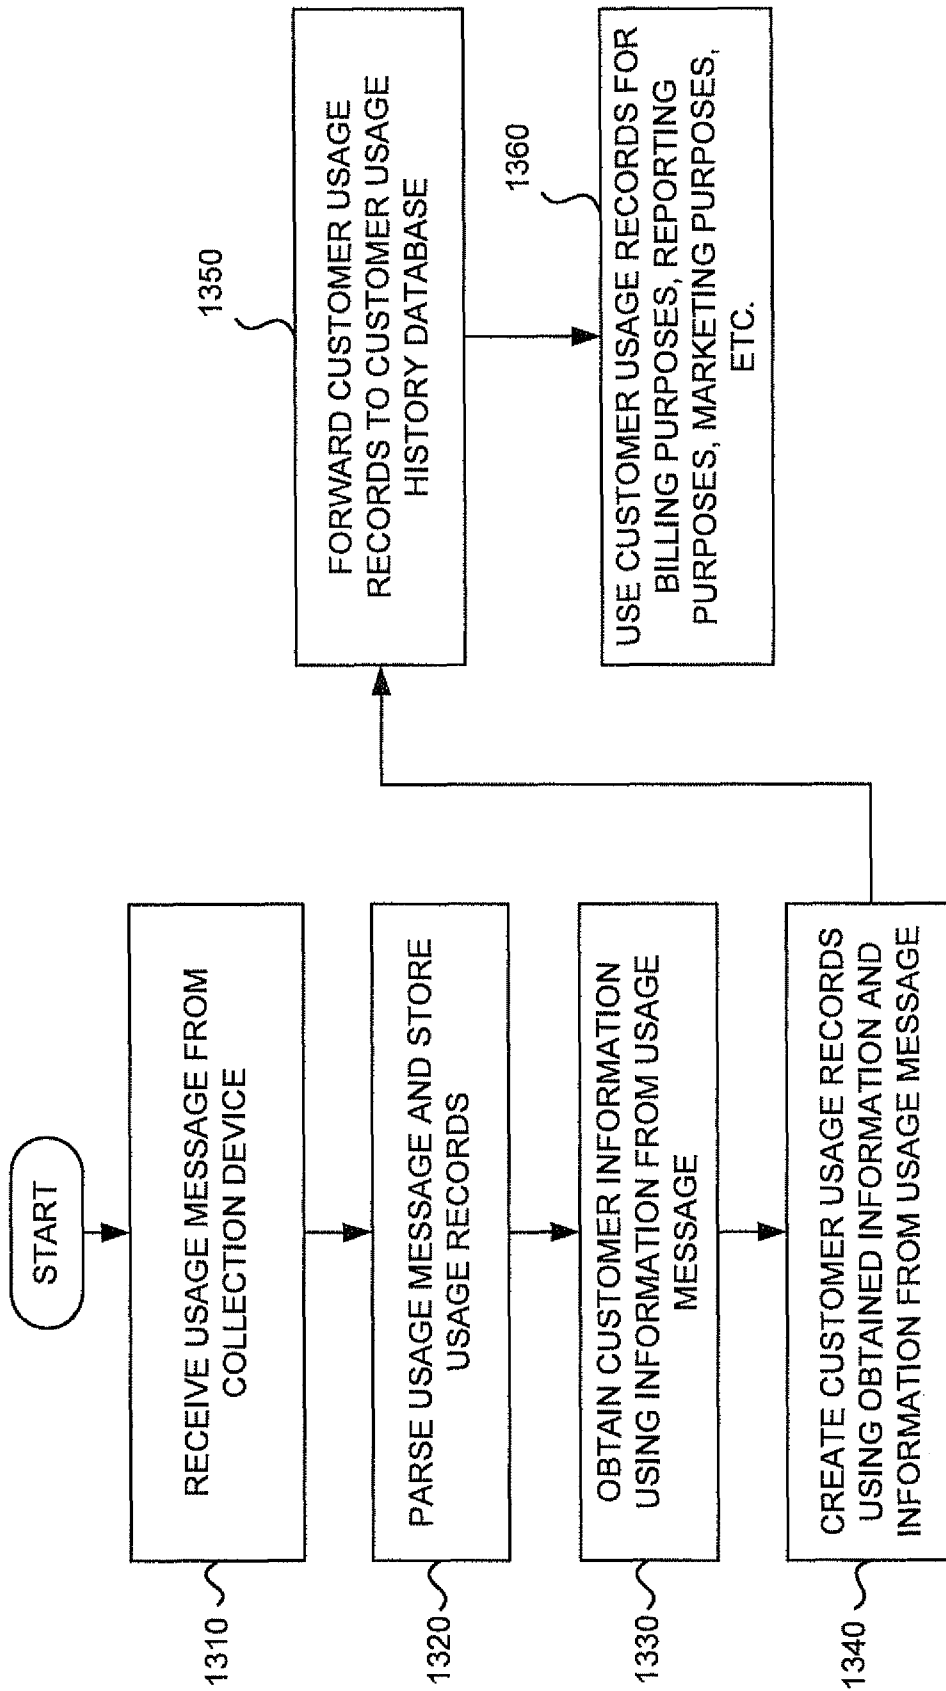 START
1310
RECEIVE USAGE MESSAGE FROM
COLLECTION DEVICE
1320
PARSE USAGE MESSAGE AND STORE
USAGE RECORDS
1330
OBTAIN CUSTOMER INFORMATION
USING INFORMATION FROM USAGE
MESSAGE
1340
CREATE CUSTOMER USAGE RECORDS
USING OBTAINED INFORMATION AND
INFORMATION FROM USAGE MESSAGE
1350
FORWARD CUSTOMER USAGE
RECORDS TO CUSTOMER USAGE
HISTORY DATABASE
1360
USE CUSTOMER USAGE RECORDS FOR
BILLING PURPOSES, REPORTING
PURPOSES, MARKETING PURPOSES,
ETC.